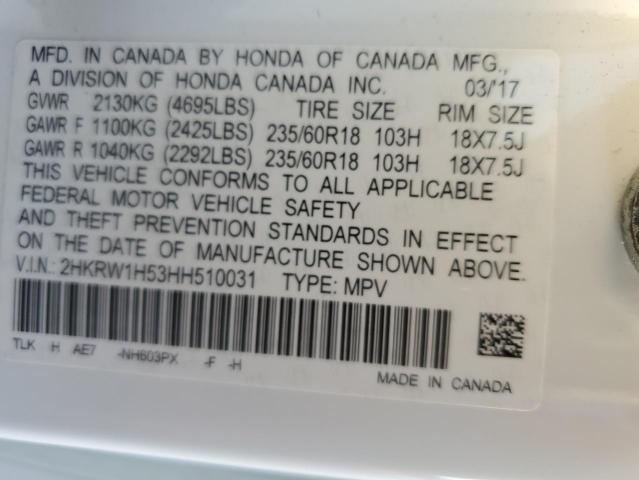 MFD. IN CANADA BY HONDA OF CANADA MFG.,
A DIVISION OF HONDA CANADA INC. 03/'17
GVWR 2130KG (4695LBS) TIRE SIZE RIM SIZE
GAWR F 1100KG (2425LBS) 235/60R18 103H 18X7.5J
GAWR R 1040KG (2292LBS) 235/60R18 103H 18X7.5J
THIS VEHICLE CONFORMS TO ALL APPLICABLE
FEDERAL MOTOR VEHICLE SAFETY
AND THEFT PREVENTION STANDARDS IN EFFECT
ON THE DATE OF MANUFACTURE SHOWN ABOVE.
V.I.N.: 2HKRW1H53HH510031 TYPE: MPV
TLK H AE7 -NH603PX -F -H
MADE IN CANADA